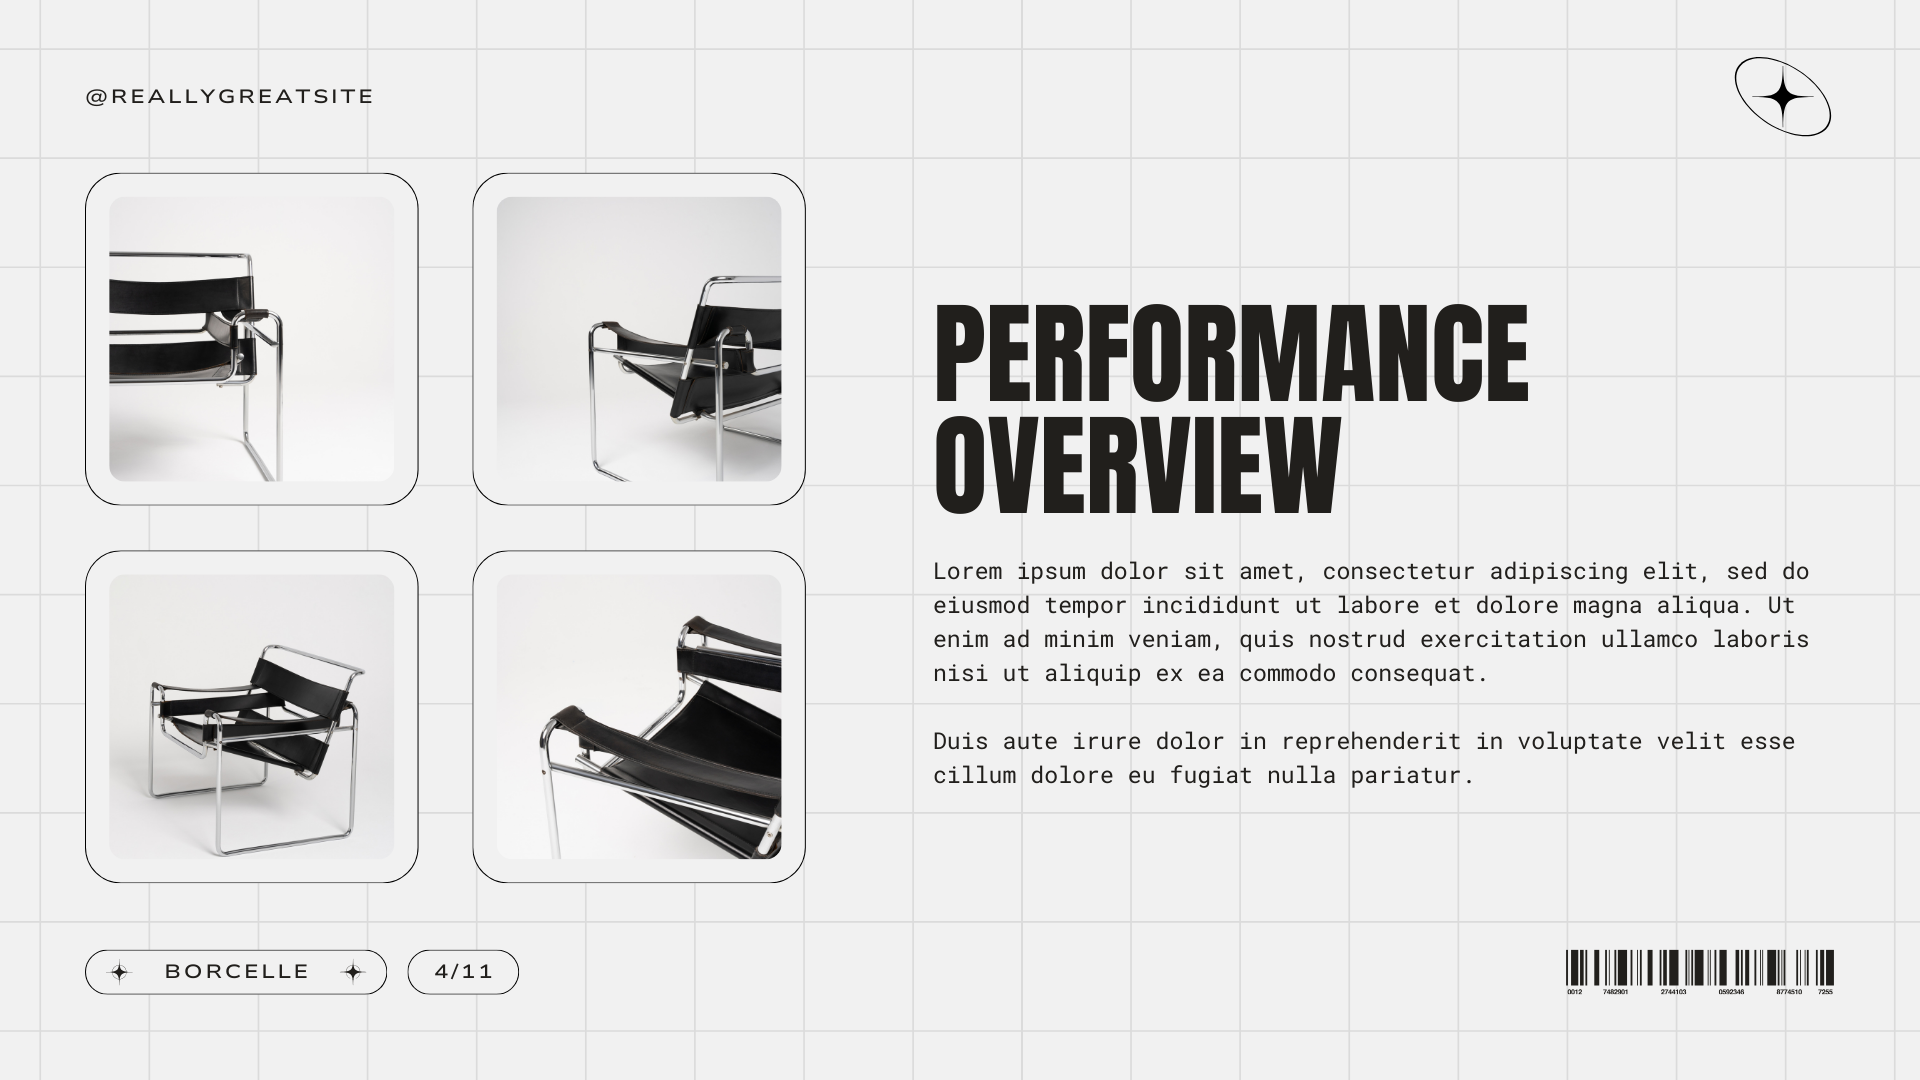 @REALLYGREATSITE
PERFORMANCE
OVERVIEW
Lorem ipsum dolor sit amet, consectetur adipiscing elit, sed do
eiusmod tempor incididunt ut labore et dolore magna aliqua. Ut
enim ad minim veniam, quis nostrud exercitation ullamco laboris
nisi ut aliquip ex ea commodo consequat.
Duis aute irure dolor in reprehenderit in voluptate velit esse
cillum dolore eu fugiat nulla pariatur.
BORCELLE
4/11
0012 7482901 2744103 0592346 8774510 7255